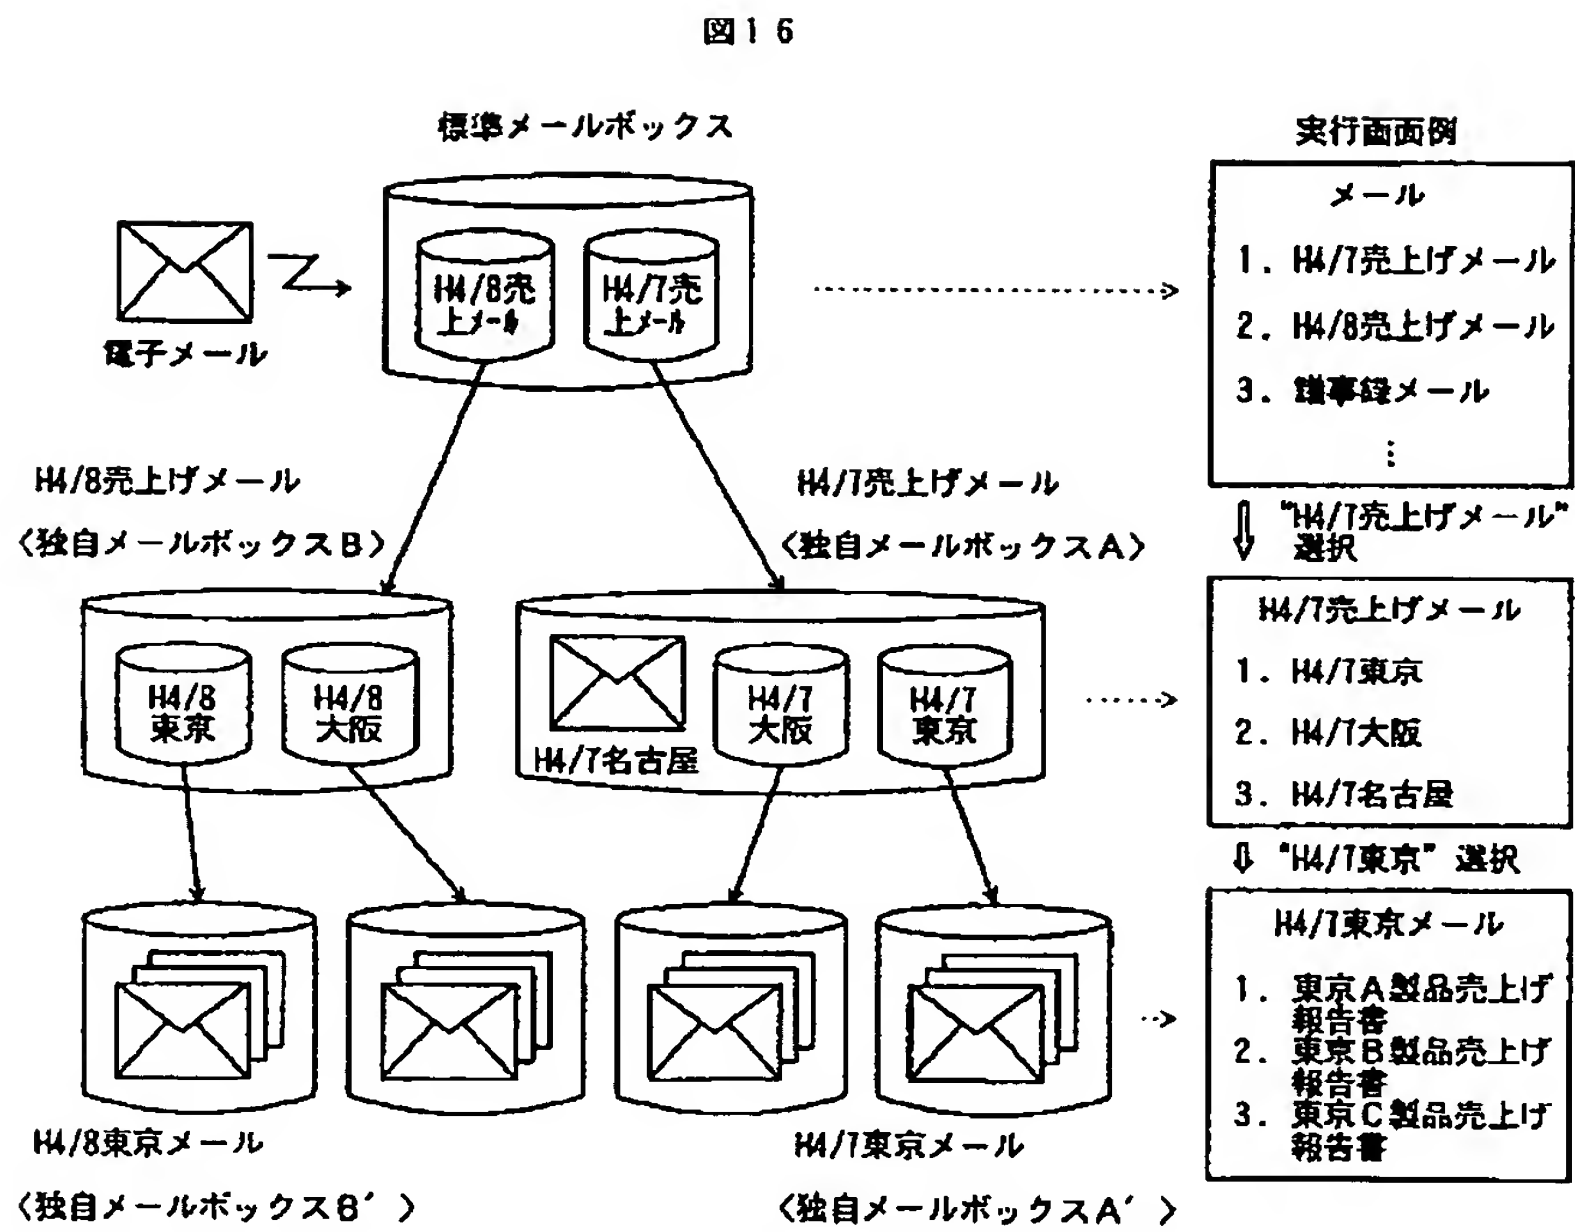 図16
標準メールボックス
H4/8売
上メール
H4/7売
上メール
電子メール
H4/8売上げメール
〈独自メールボックスB〉
H4/7売上げメール
〈独自メールボックスA〉
H4/8
東京
H4/8
大阪
H4/7名古屋
H4/7
大阪
H4/7
東京
H4/8東京メール
〈独自メールボックスB′〉
H4/7東京メール
〈独自メールボックスA′〉
実行画面例
メール
1. H4/7売上げメール
2. H4/8売上げメール
3. 議事録メール
⋮
“H4/7売上げメール”
選択
H4/7売上げメール
1. H4/7東京
2. H4/7大阪
3. H4/7名古屋
“H4/7東京” 選択
H4/7東京メール
1. 東京A製品売上げ
報告書
2. 東京B製品売上げ
報告書
3. 東京C製品売上げ
報告書